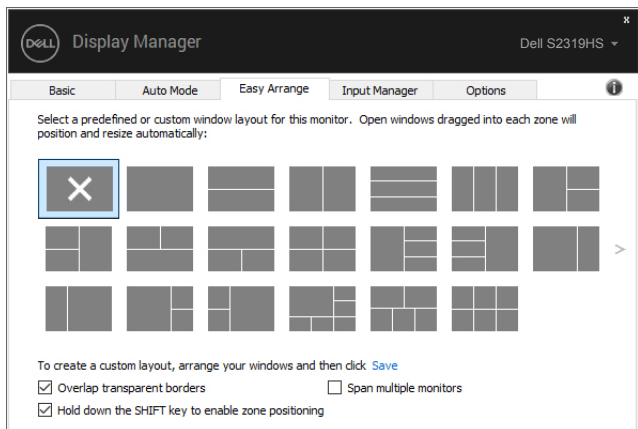 x
DELL Display Manager
Dell S2319HS
Basic Auto Mode Easy Arrange Input Manager Options
Select a predefined or custom window layout for this monitor. Open windows dragged into each zone will
position and resize automatically:
To create a custom layout, arrange your windows and then click Save
Overlap transparent borders Span multiple monitors
Hold down the SHIFT key to enable zone positioning